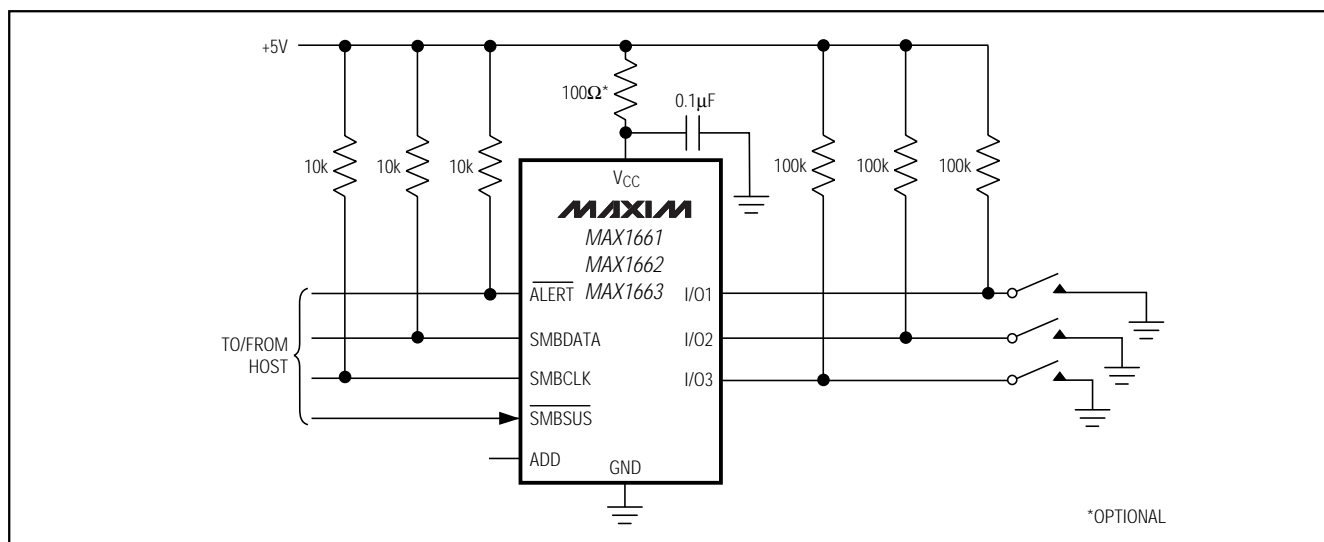 +5V
100Ω*
0.1µF
10k
10k
10k
100k
100k
100k
VCC
MAXIM
MAX1661
MAX1662
MAX1663
ALERT
I/O1
TO/FROM
HOST
SMBDATA
I/O2
SMBCLK
I/O3
SMBSUS
ADD
GND
*OPTIONAL